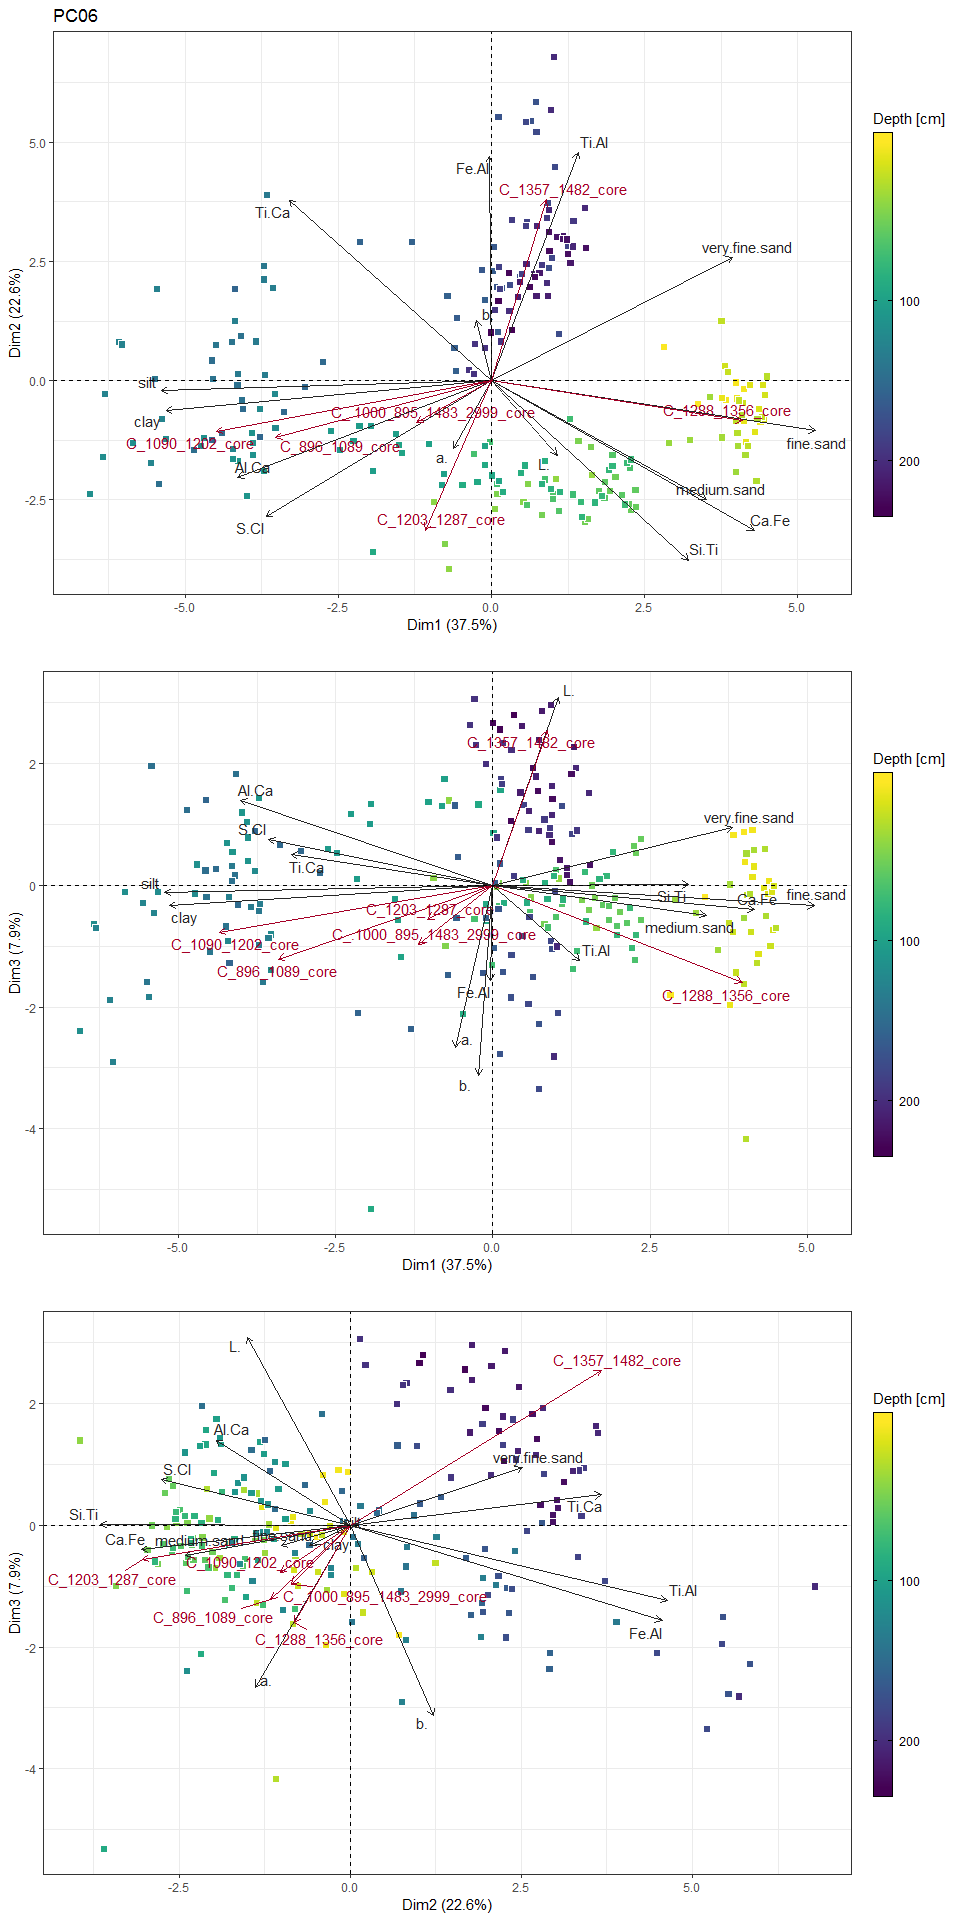 PC06
Depth [cm]
100
200
Dim2 (22.6%)
5.0
2.5
0.0
-2.5
Ti.Al
Fe.Al
C_1357_1482_core
Ti.Ca
very.fine.sand
b.
silt
clay
C_1000_895_1483_2999_core
C_1288_1356_core
C_1090_1202_core
C_896_1089_core
fine.sand
a.
L.
Al.Ca
medium.sand
S.Cl
C_1203_1287_core
Ca.Fe
Si.Ti
-5.0
-2.5
0.0
2.5
5.0
Dim1 (37.5%)
Depth [cm]
100
200
Dim3 (7.9%)
2
0
-2
-4
L.
C_1357_1482_core
Al.Ca
S.Cl
very.fine.sand
Ti.Ca
silt
Si.Ti
fine.sand
Ca.Fe
clay
C_1203_1287_core
medium.sand
C_1000_895_1483_2999_core
C_1090_1202_core
Ti.Al
C_896_1089_core
Fe.Al
C_1288_1356_core
a.
b.
-5.0
-2.5
0.0
2.5
5.0
Dim1 (37.5%)
Depth [cm]
100
200
Dim3 (7.9%)
2
0
-2
-4
L.
C_1357_1482_core
Al.Ca
very.fine.sand
S.Cl
Ti.Ca
Si.Ti
silt
Ca.Fe
medium.sand
fine.sand
clay
C_1090_1202_core
C_1203_1287_core
C_1000_895_1483_2999_core
Ti.Al
C_896_1089_core
Fe.Al
C_1288_1356_core
a.
b.
-2.5
0.0
2.5
5.0
Dim2 (22.6%)